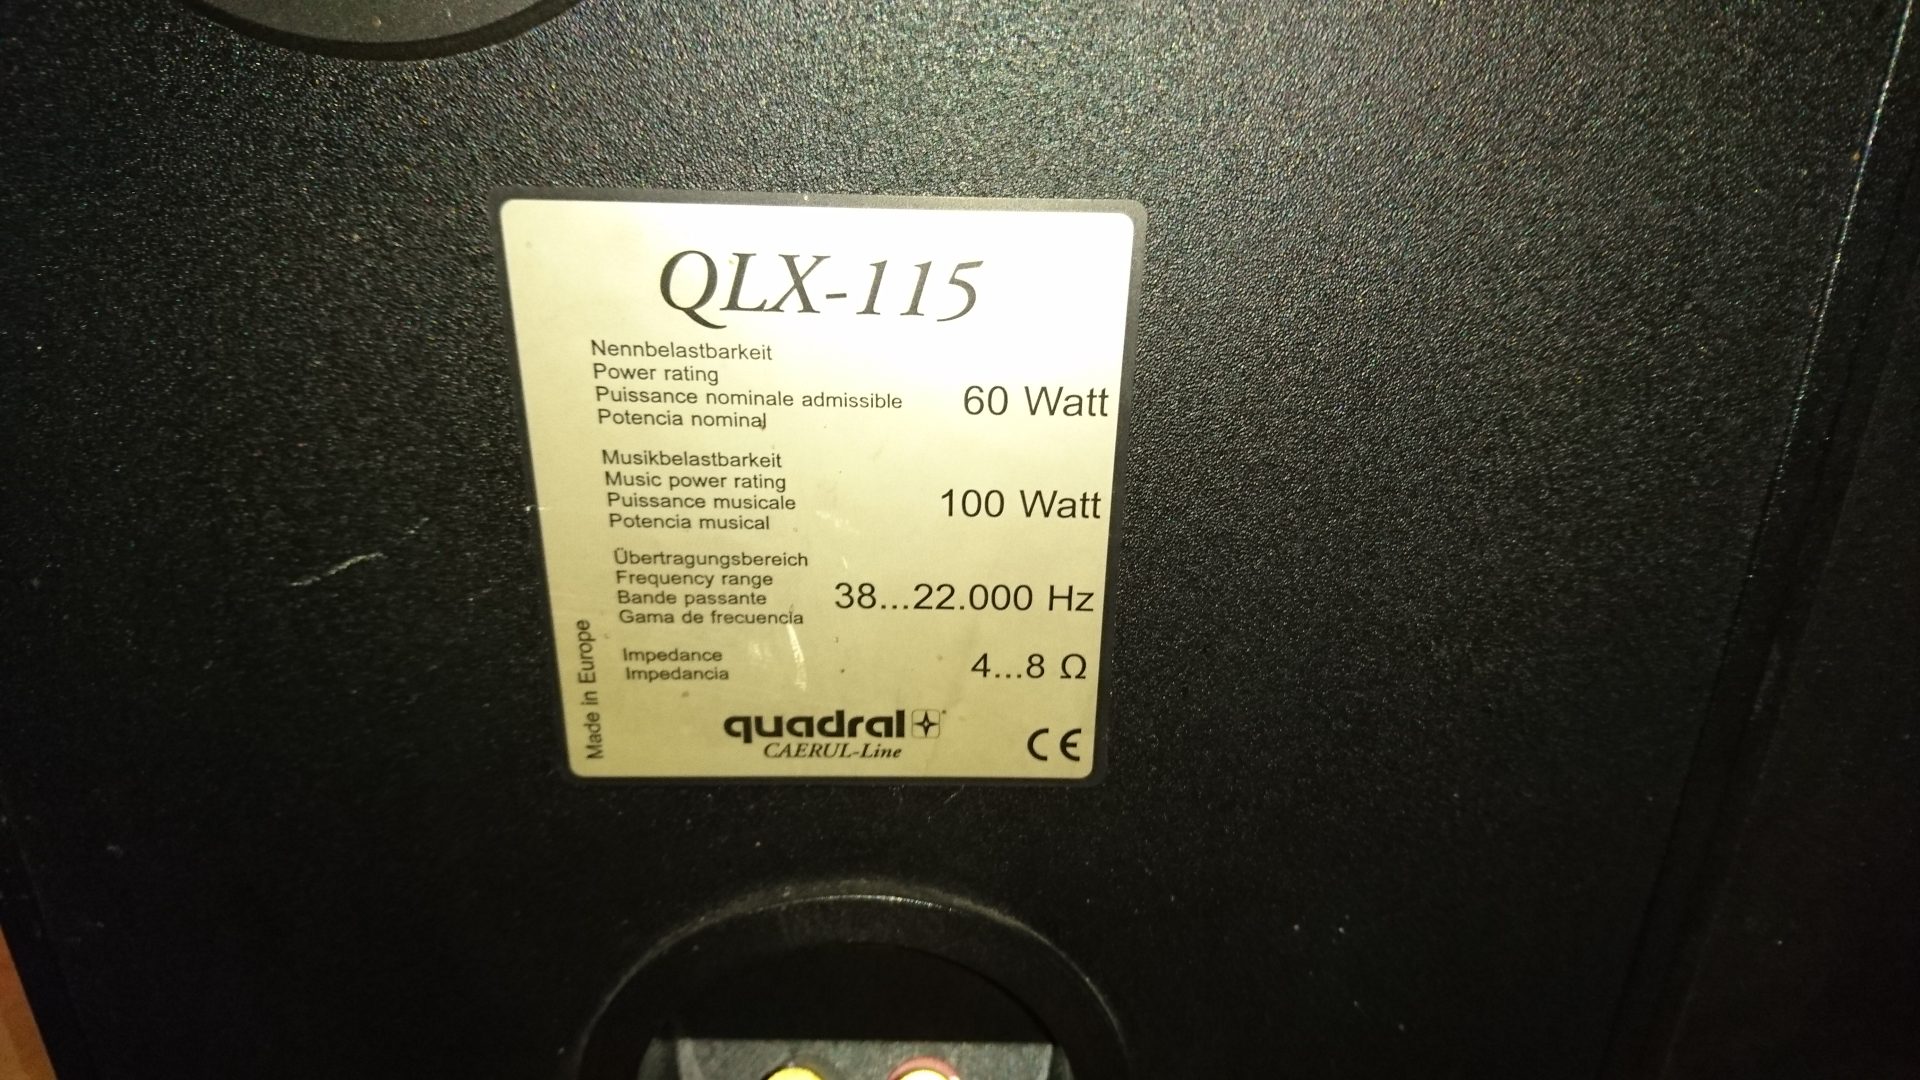 QLX-115
Nennbelastbarkeit
Power rating
Puissance nominale admissible
Potencia nominal
60 Watt
Musikbelastbarkeit
Music power rating
Puissance musicale
Potencia musical
100 Watt
Übertragungsbereich
Frequency range
Bande passante
Gama de frecuencia
38...22.000 Hz
Impedance
Impedancia
4...8 Ω
Made in Europe
quadral
CAERUL-Line
CE